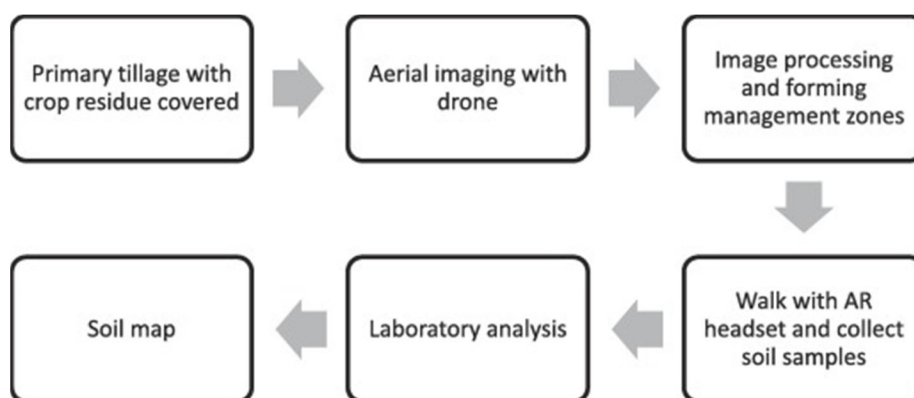 Primary tillage with
crop residue covered
Aerial imaging with
drone
Image processing
and forming
management zones
Walk with AR
headset and collect
soil samples
Laboratory analysis
Soil map